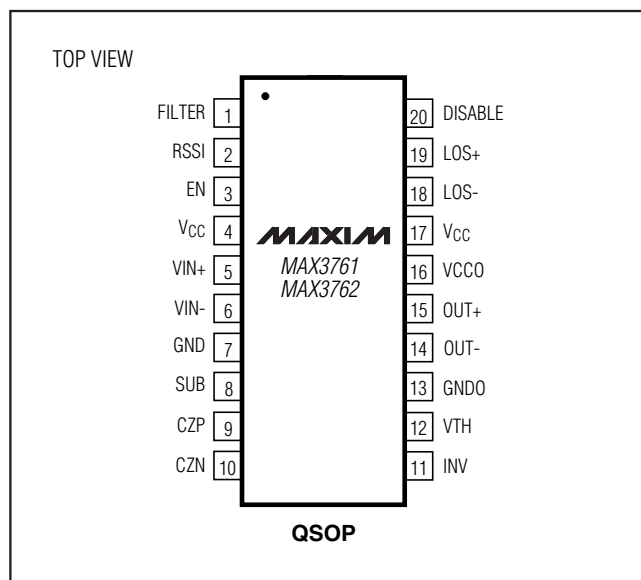 TOP VIEW
FILTER 1
RSSI 2
EN 3
VCC 4
VIN+ 5
VIN- 6
GND 7
SUB 8
CZP 9
CZN 10
MAXIM
MAX3761
MAX3762
20 DISABLE
19 LOS+
18 LOS-
17 VCC
16 VCCO
15 OUT+
14 OUT-
13 GNDO
12 VTH
11 INV
QSOP